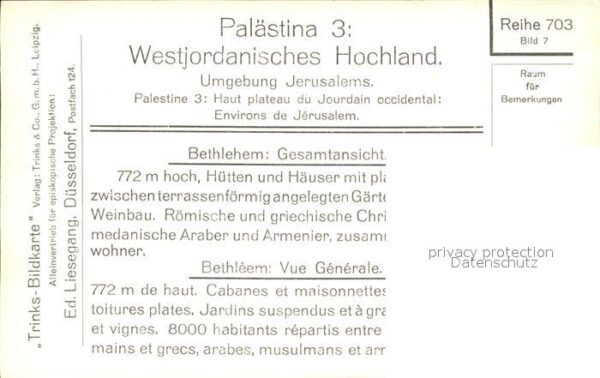 „Trinks-Bildkarte“ Verlag: Trinks & Co., G. m. b. H., Leipzig.
Alleinvertrieb für episkopische Projektion:
Ed. Liesegang, Düsseldorf, Postfach 124.
Palästina 3:
Westjordanisches Hochland.
Umgebung Jerusalems.
Palestine 3: Haut plateau du Jourdain occidental:
Environs de Jérusalem.
Reihe 703
Bild 7
Raum
für
Bemerkungen
Bethlehem: Gesamtansicht.
772 m hoch, Hütten und Häuser mit
zwischen terrassenförmig angelegten
Weinbau. Römische und griechische
medanische Araber und Armenier,
wohner,
Bethléem: Vue Générale.
772 m de haut. Cabanes et maisonnettes
toitures plates. Jardins suspendus et à
et vignes. 8000 habitants répartis entre
mains et grecs, arabes, musulmans et
privacy protection
Datenschutz